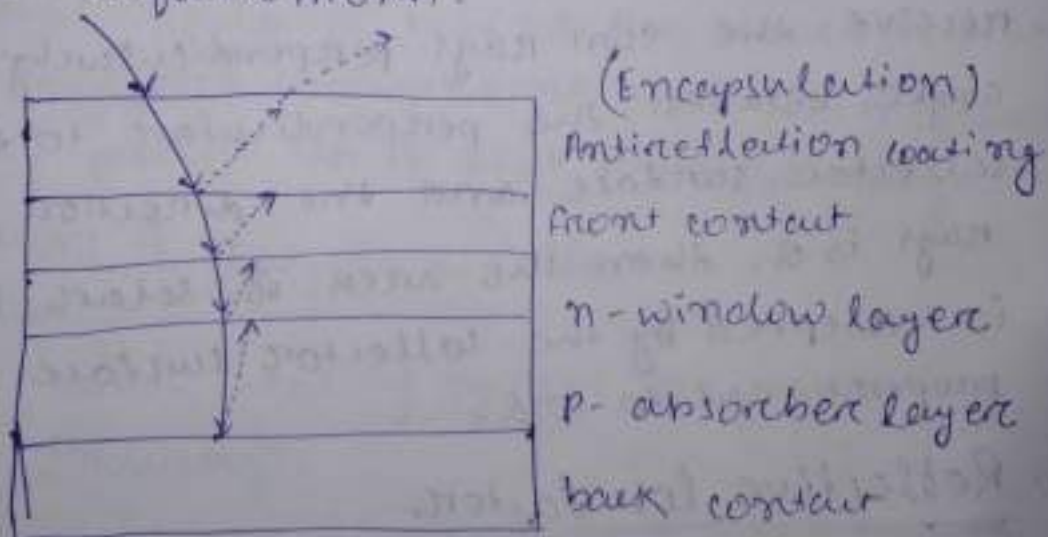 (Encapsulation)
Antireflection coating
front contact
n-window layer
P- absorber layer
back contact